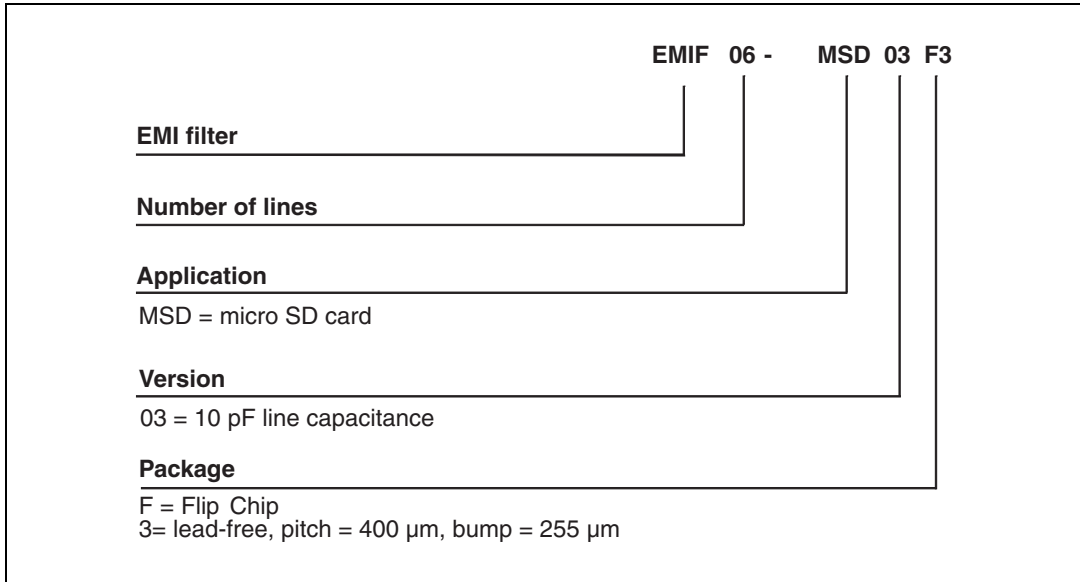 EMIF 06 - MSD 03 F3
EMI filter
Number of lines
Application
MSD = micro SD card
Version
03 = 10 pF line capacitance
Package
F = Flip Chip
3= lead-free, pitch = 400 µm, bump = 255 µm